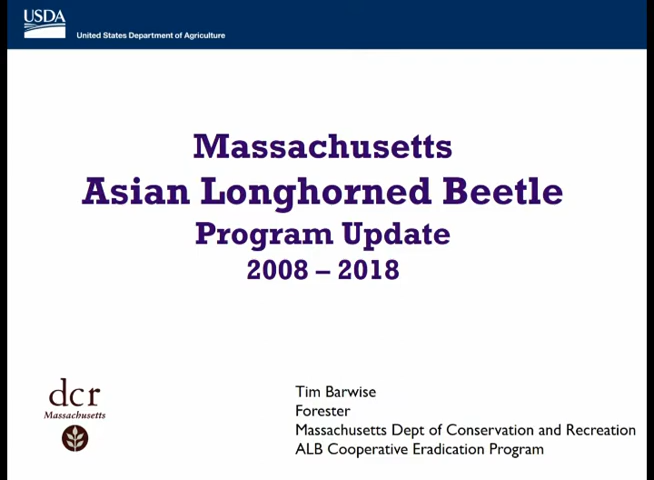 USDA
United States Department of Agriculture
Massachusetts
Asian Longhorned Beetle
Program Update
2008 – 2018
dcr
Massachusetts
Tim Barwise
Forester
Massachusetts Dept of Conservation and Recreation
ALB Cooperative Eradication Program